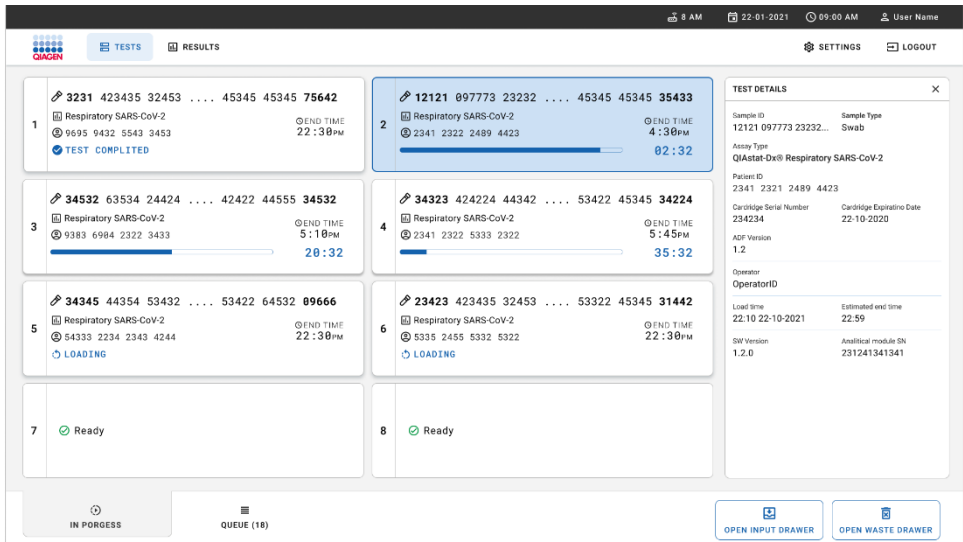 8 AM 22-01-2021 09:00 AM User Name
QIAGEN TESTS RESULTS SETTINGS LOGOUT
1
3231 423435 32453 .... 45345 45345 75642
Respiratory SARS-CoV-2
END TIME
9695 9432 5543 3453
22:30PM
TEST COMPLITED
2
12121 097773 23232 .... 45345 45345 35433
Respiratory SARS-CoV-2
END TIME
2341 2322 2489 4423
4:30PM
02:32
3
34532 63534 24424 .... 42422 44555 34532
Respiratory SARS-CoV-2
END TIME
9383 6904 2322 3433
5:10PM
20:32
4
34323 424224 44342 .... 53422 45345 34224
Respiratory SARS-CoV-2
END TIME
2341 2322 5333 2322
5:45PM
35:32
5
34345 44354 53432 .... 53422 64532 09666
Respiratory SARS-CoV-2
END TIME
54333 2234 2343 4244
22:30PM
LOADING
6
23423 423435 32453 .... 53322 45345 31442
Respiratory SARS-CoV-2
END TIME
5335 2455 5332 5322
22:30PM
LOADING
7
Ready
8
Ready
TEST DETAILS
Sample ID Sample Type
12121 097773 23232... Swab
Assay Type
QIAstat-Dx® Respiratory SARS-CoV-2
Patient ID
2341 2321 2489 4423
Cardridge Serial Number Cardridge Expiratino Date
234234 22-10-2020
ADF Version
1.2
Operator
OperatorID
Load time Estimated end time
22:10 22-10-2021 22:59
SW Version Analitical module SN
1.2.0 231241341341
IN PORGESS
QUEUE (18)
OPEN INPUT DRAWER
OPEN WASTE DRAWER